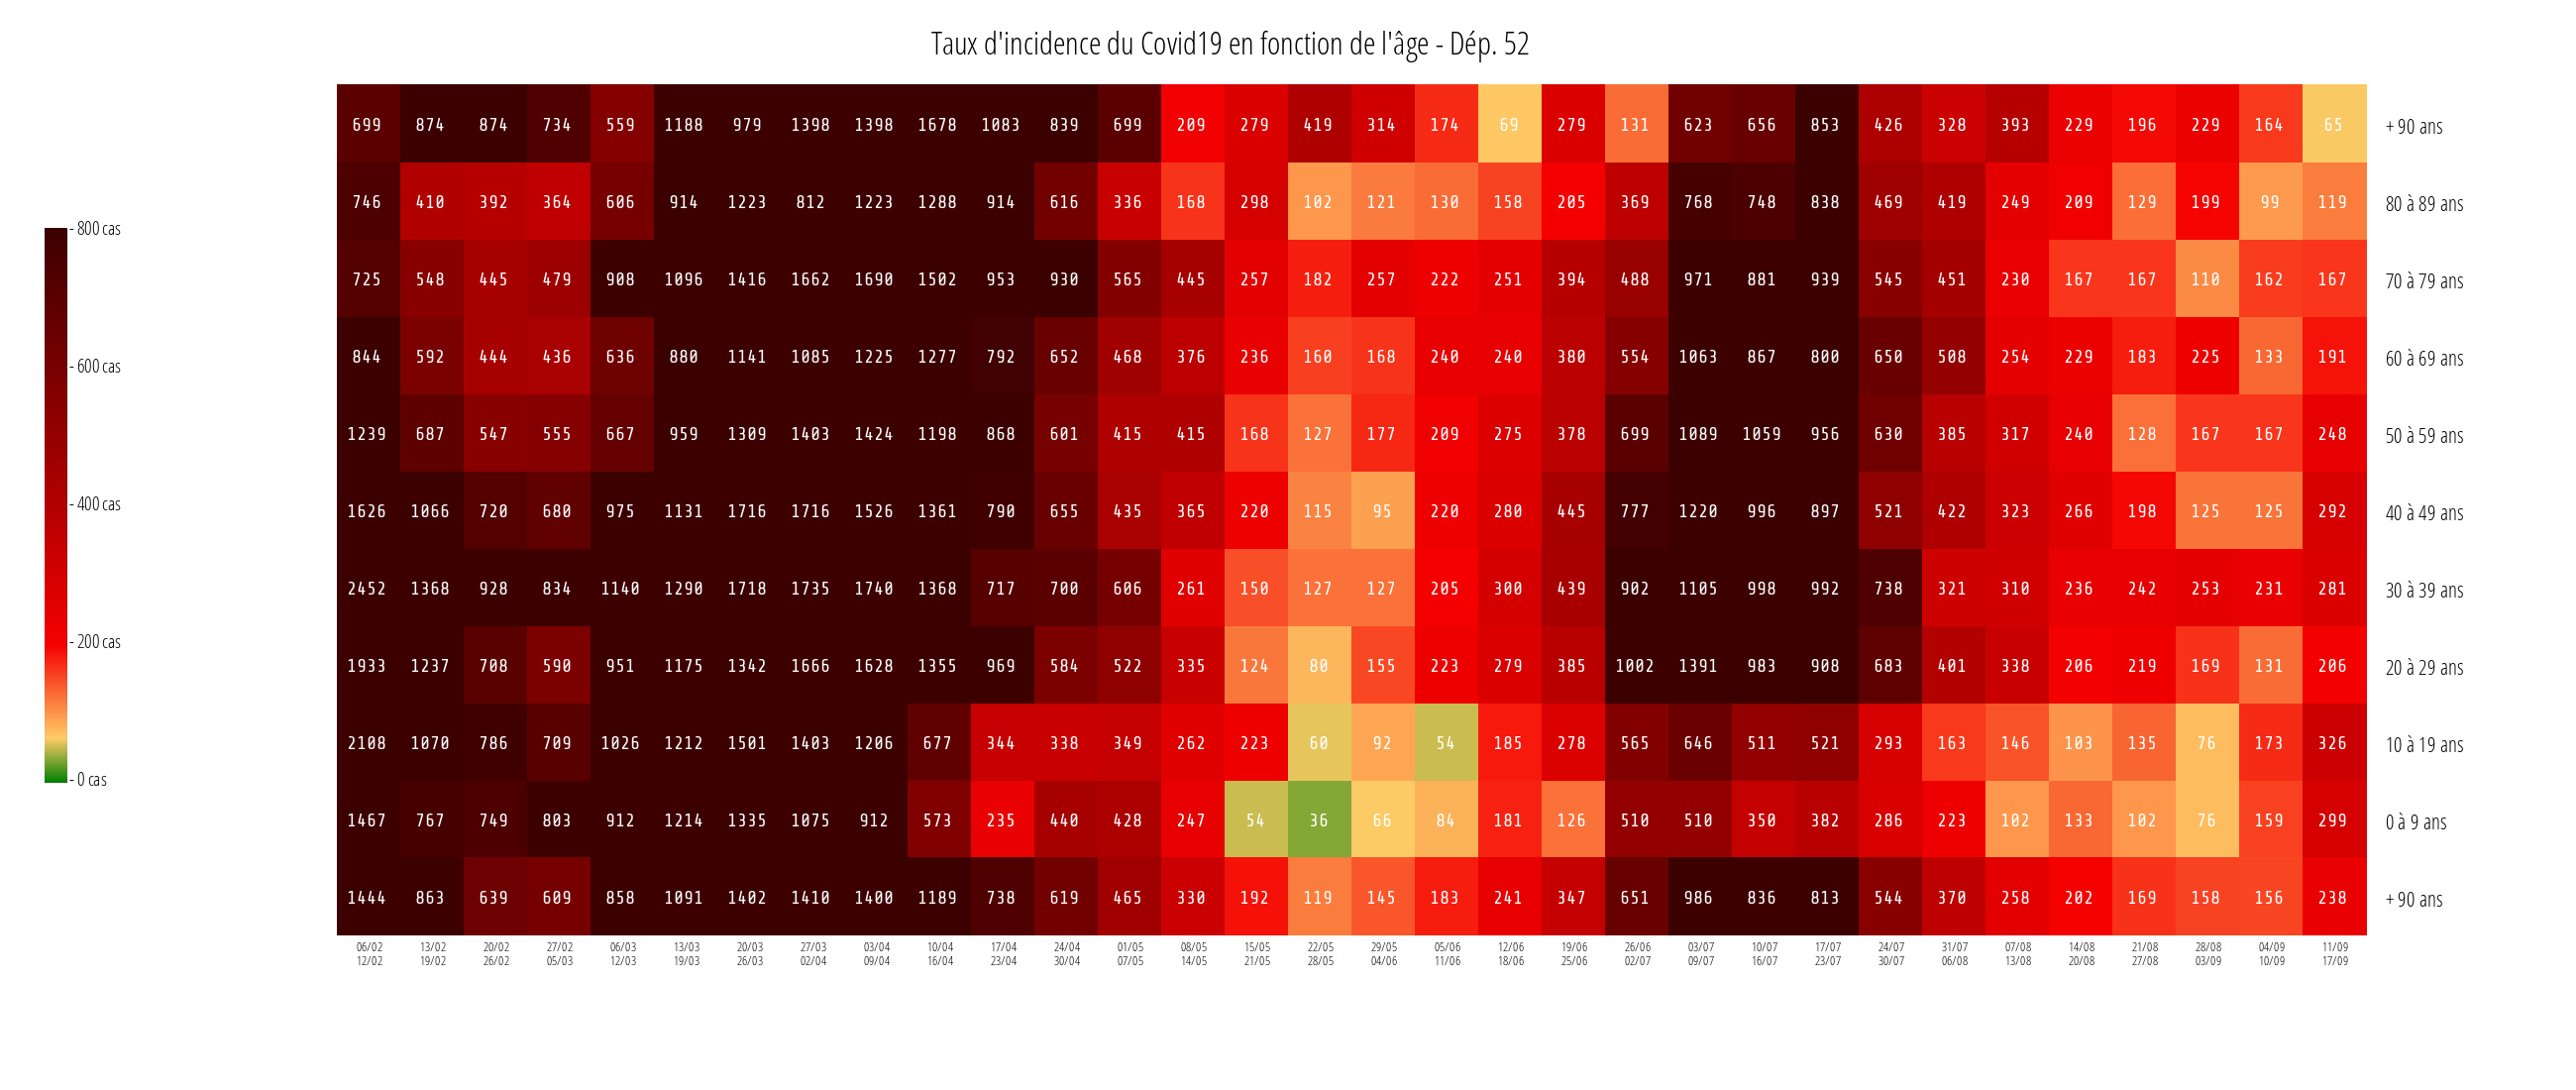 Taux d'incidence du Covid19 en fonction de l'âge - Dép. 52
699 874 874 734 559 1188 979 1398 1398 1678 1083 839 699 209 279 419 314 174 69 279 131 623 656 853 426 328 393 229 196 229 164 65 + 90 ans
746 410 392 364 606 914 1223 812 1223 1288 914 616 336 168 298 102 121 130 158 205 369 768 748 838 469 419 249 209 129 199 99 119 80 à 89 ans
- 800 cas
725 548 445 479 908 1096 1416 1662 1690 1502 953 930 565 445 257 182 257 222 251 394 488 971 881 939 545 451 230 167 167 110 162 167 70 à 79 ans
844 592 444 436 636 880 1141 1085 1225 1277 792 652 468 376 236 160 168 240 240 380 554 1063 867 800 650 508 254 229 183 225 133 191 60 à 69 ans
- 600 cas
1239 687 547 555 667 959 1309 1403 1424 1198 868 601 415 415 168 127 177 209 275 378 699 1089 1059 956 630 385 317 240 128 167 167 248 50 à 59 ans
- 400 cas
1626 1066 720 680 975 1131 1716 1716 1526 1361 790 655 435 365 220 115 95 220 280 445 777 1220 996 897 521 422 323 266 198 125 125 292 40 à 49 ans
2452 1368 928 834 1140 1290 1718 1735 1740 1368 717 700 606 261 150 127 127 205 300 439 902 1105 998 992 738 321 310 236 242 253 231 281 30 à 39 ans
- 200 cas
1933 1237 708 590 951 1175 1342 1666 1628 1355 969 584 522 335 124 80 155 223 279 385 1002 1391 983 908 683 401 338 206 219 169 131 206 20 à 29 ans
2108 1070 786 709 1026 1212 1501 1403 1206 677 344 338 349 262 223 60 92 54 185 278 565 646 511 521 293 163 146 103 135 76 173 326 10 à 19 ans
- 0 cas
1467 767 749 803 912 1214 1335 1075 912 573 235 440 428 247 54 36 66 84 181 126 510 510 350 382 286 223 102 133 102 76 159 299 0 à 9 ans
1444 863 639 609 858 1091 1402 1410 1400 1189 738 619 465 330 192 119 145 183 241 347 651 986 836 813 544 370 258 202 169 158 156 238 + 90 ans
06/02 13/02 20/02 27/02 06/03 13/03 20/03 27/03 03/04 10/04 17/04 24/04 01/05 08/05 15/05 22/05 29/05 05/06 12/06 19/06 26/06 03/07 10/07 17/07 24/07 31/07 07/08 14/08 21/08 28/08 04/09 11/09
12/02 19/02 26/02 05/03 12/03 19/03 26/03 02/04 09/04 16/04 23/04 30/04 07/05 14/05 21/05 28/05 04/06 11/06 18/06 25/06 02/07 09/07 16/07 23/07 30/07 06/08 13/08 20/08 27/08 03/09 10/09 17/09